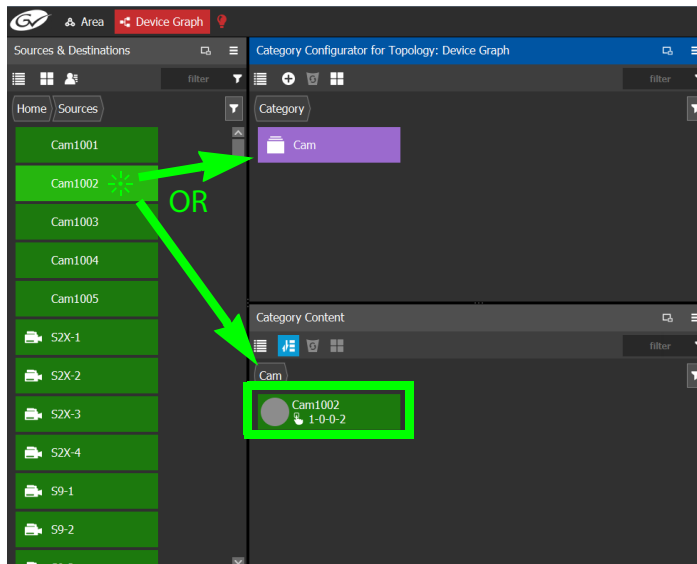 GV Area Device Graph
Sources & Destinations
filter
Home Sources
Cam1001
Cam1002
Cam1003
Cam1004
Cam1005
S2X-1
S2X-2
S2X-3
S2X-4
S9-1
S9-2
OR
Category Configurator for Topology: Device Graph
filter
Category
Cam
Category Content
filter
Cam
Cam1002
1-0-0-2